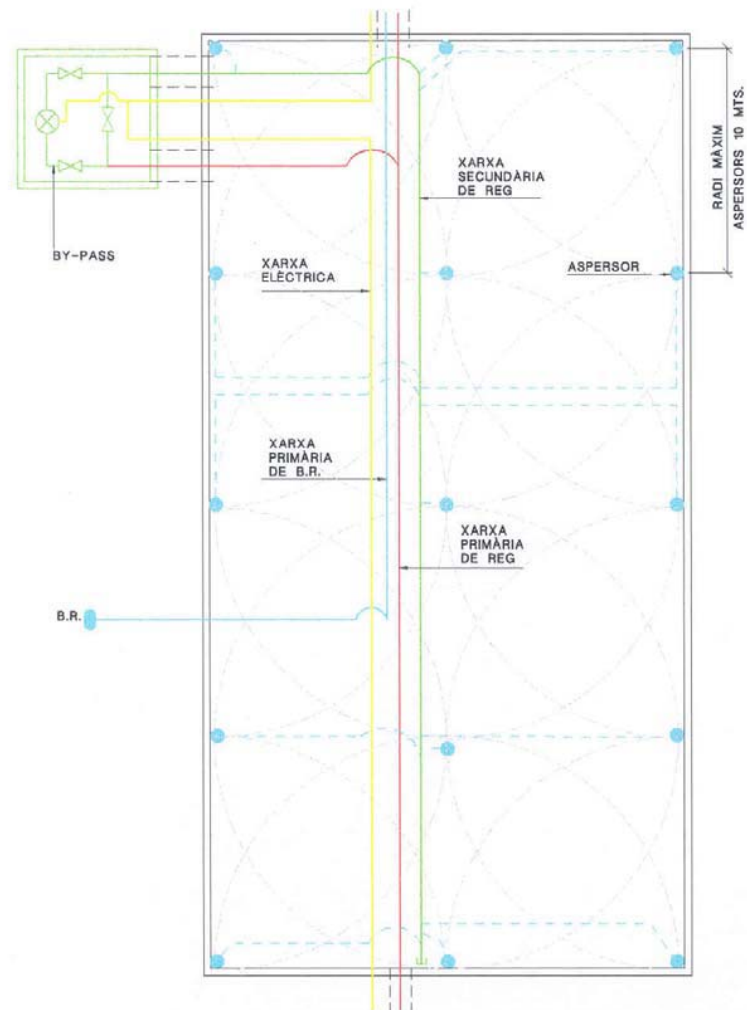 XARXA
SECUNDÀRIA
DE REG
RADI MÀXIM
ASPERSORS 10 MTS.
BY-PASS
XARXA
ELÈCTRICA
ASPERSOR
XARXA
PRIMÀRIA
DE B.R.
XARXA
PRIMÀRIA
DE REG
B.R.